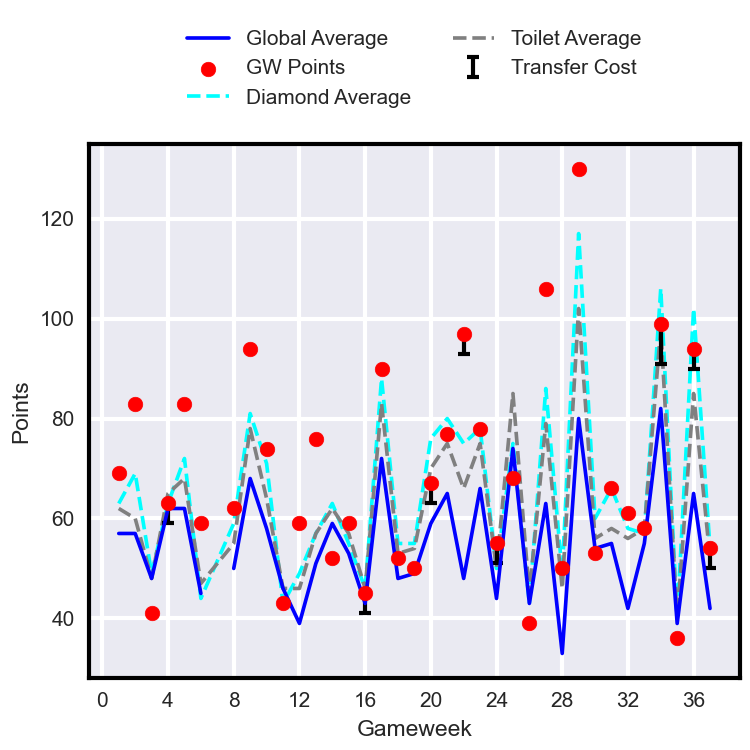 Global Average
GW Points
Diamond Average
Toilet Average
Transfer Cost
120
100
80
60
40
Points
0 4 8 12 16 20 24 28 32 36
Gameweek